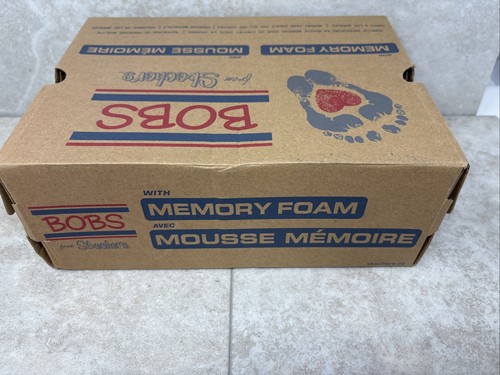 MEMORY FOAM
MOUSSE MÉMOIRE
from Skechers
BOBS
WITH
MEMORY FOAM
AVEC
MOUSSE MÉMOIRE
BOBS
from Skechers